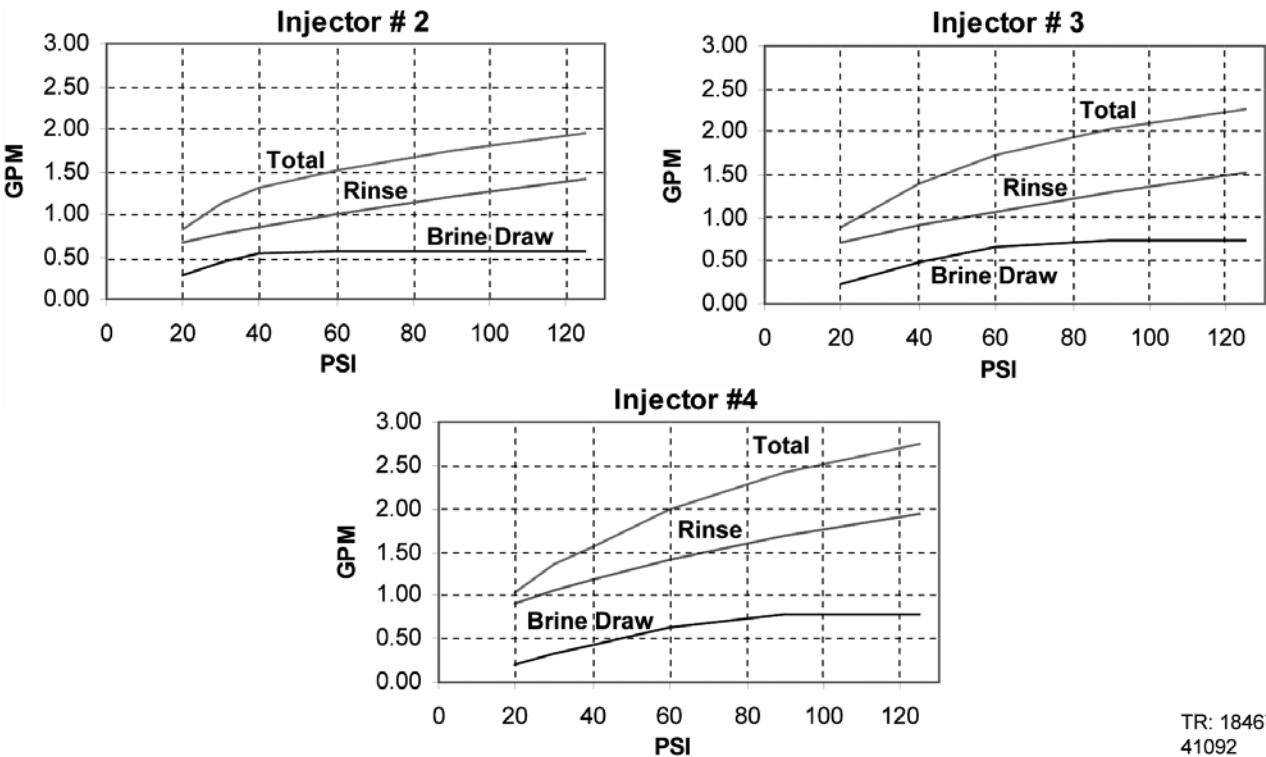 Injector # 2
3.00
2.50
2.00
1.50
1.00
0.50
0.00
GPM
Total
Rinse
Brine Draw
0 20 40 60 80 100 120
PSI
Injector # 3
3.00
2.50
2.00
1.50
1.00
0.50
0.00
GPM
Total
Rinse
Brine Draw
0 20 40 60 80 100 120
PSI
Injector #4
3.00
2.50
2.00
1.50
1.00
0.50
0.00
GPM
Total
Rinse
Brine Draw
0 20 40 60 80 100 120
PSI
TR: 1846
41092